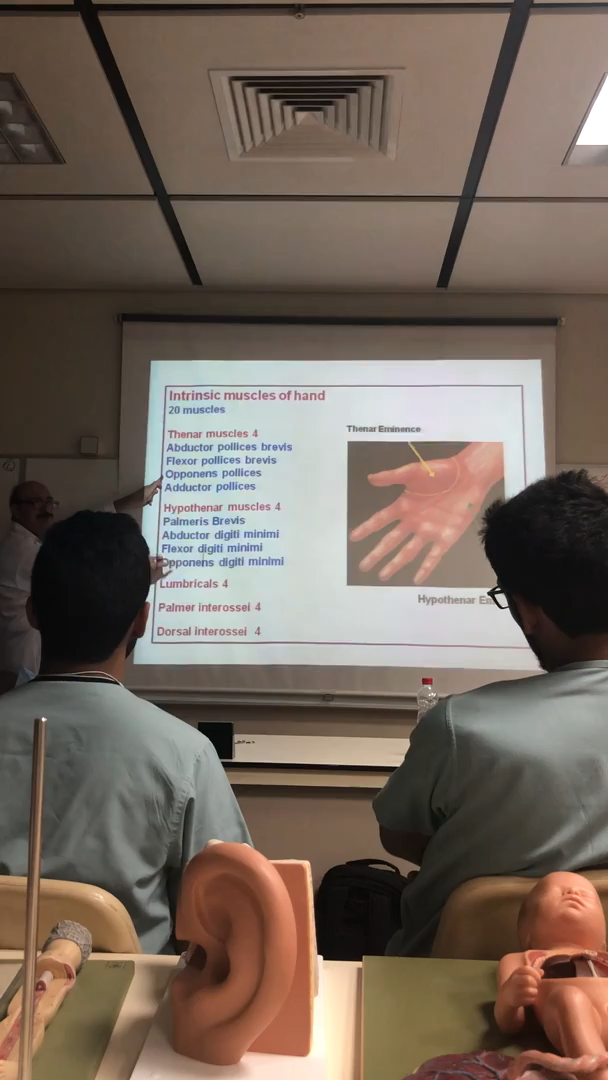 Intrinsic muscles of hand
20 muscles
Thenar muscles 4
Abductor pollices brevis
Flexor pollices brevis
Opponens pollices
Adductor pollices
Hypothenar muscles 4
Palmeris Brevis
Abductor digiti minimi
Flexor digiti minimi
Opponens digiti minimi
Lumbricals 4
Palmer interossei 4
Dorsal interossei 4
Thenar Eminence
Hypothenar